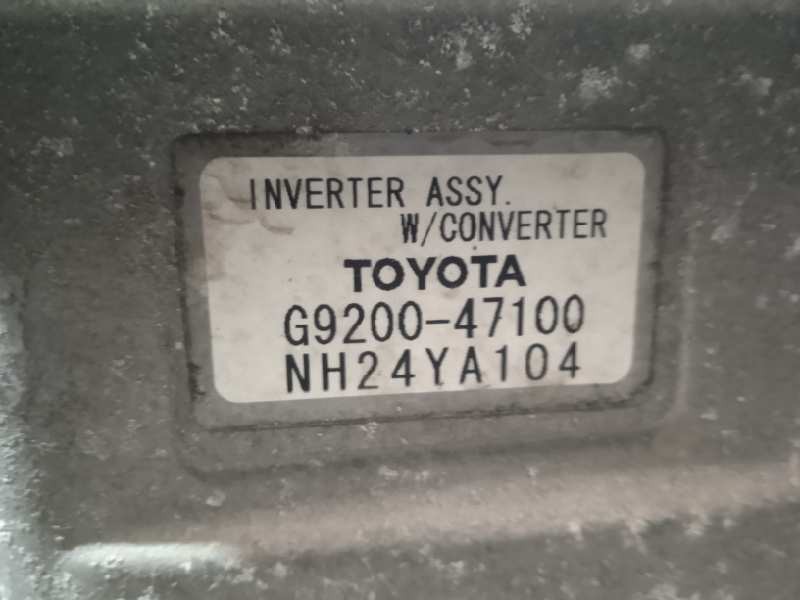 INVERTER ASSY.
W/CONVERTER
TOYOTA
G9200-47100
NH24YA104